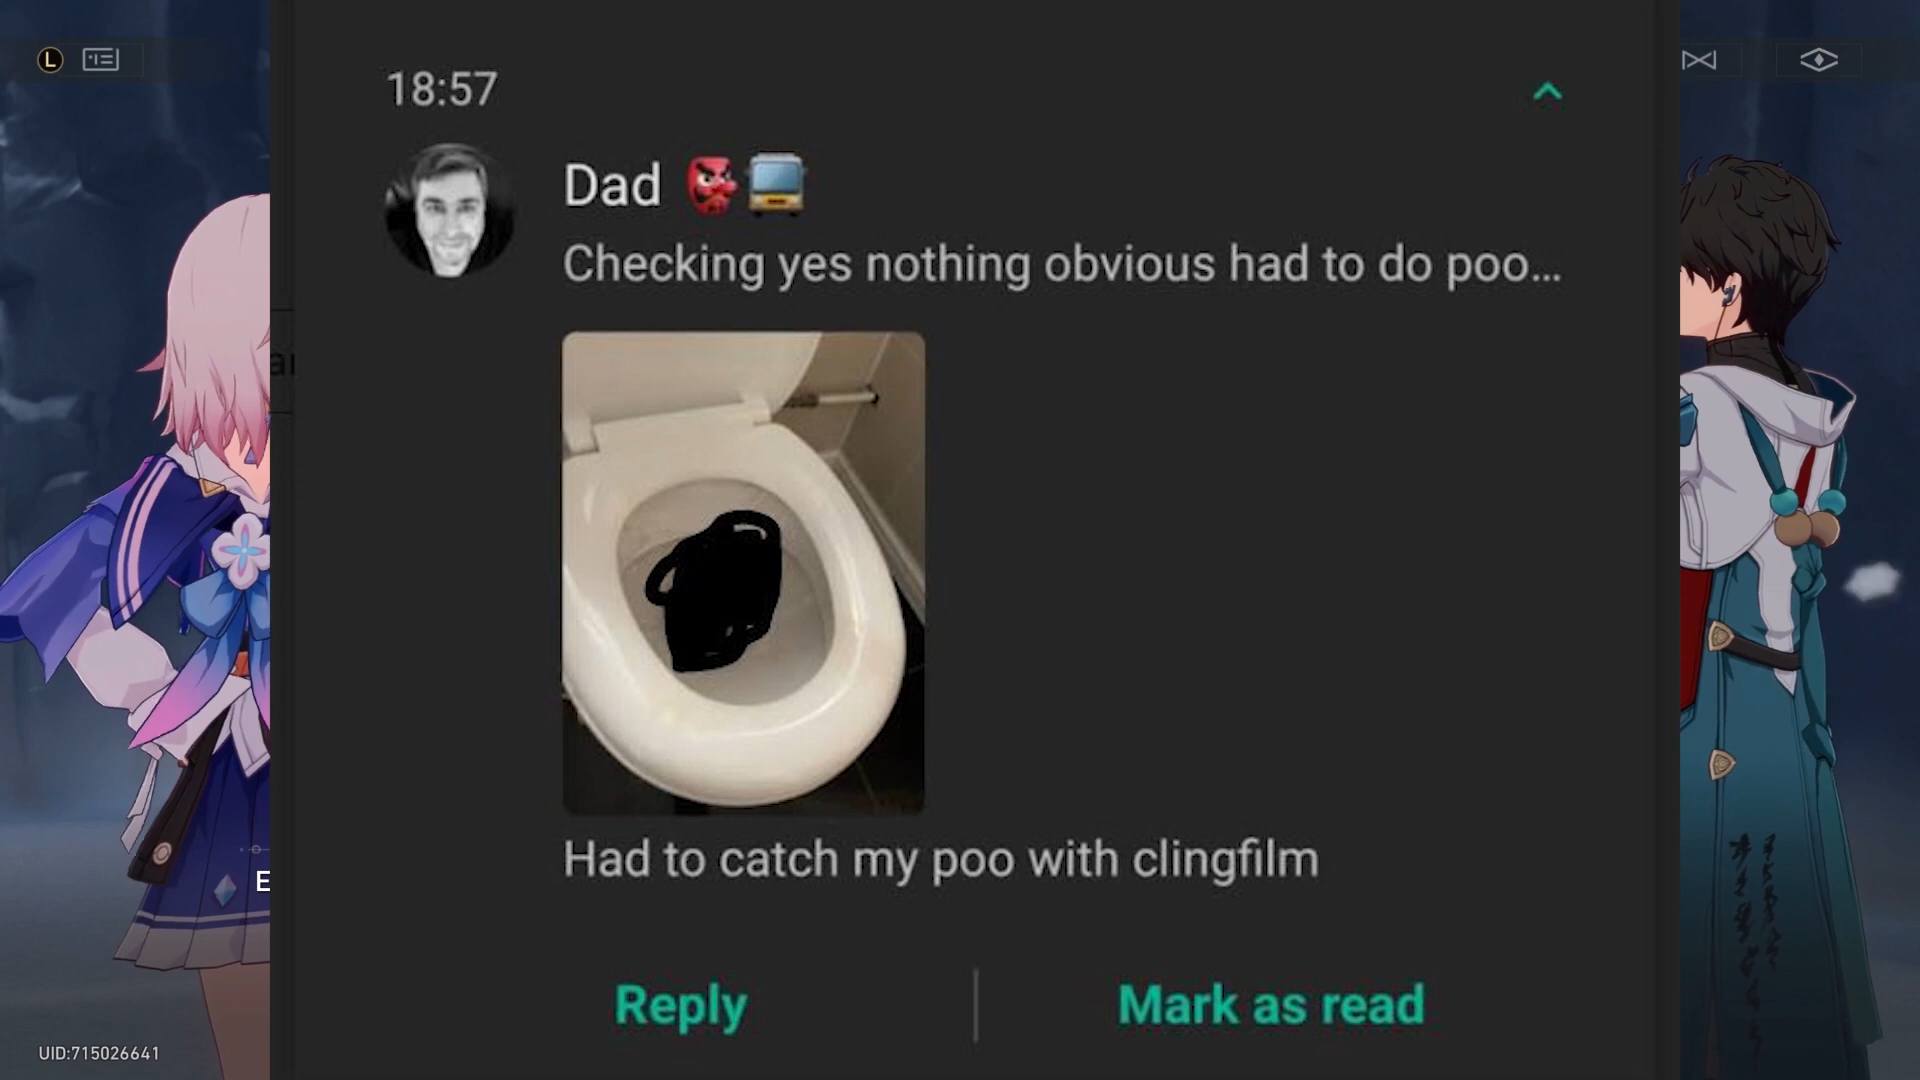 L
18:57
Dad 👺🚍
Checking yes nothing obvious had to do poo...
Had to catch my poo with clingfilm
E
Reply
Mark as read
UID:715026641